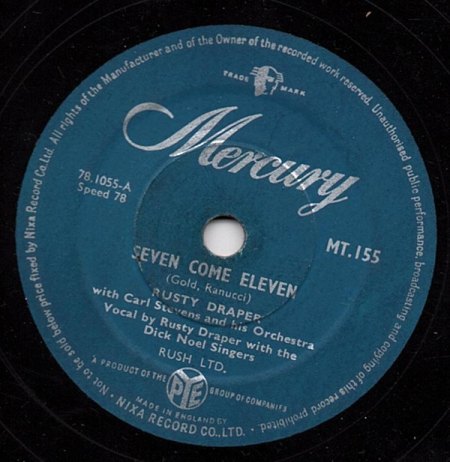 TRADE MARK
Mercury
78.1055-A
Speed 78
MT.155
SEVEN COME ELEVEN
(Gold, Ranucci)
RUSTY DRAPER
with Carl Stevens and his Orchestra
Vocal by Rusty Draper with the
Dick Noel Singers
RUSH LTD.
A PRODUCT OF THE PYE GROUP OF COMPANIES
MADE IN ENGLAND BY
NIXA RECORD CO., LTD.
Not to be sold below price fixed by Nixa Record Co. Ltd. All rights of the Manufacturer and of the Owner of the recorded work reserved. Unauthorised public performance, broadcasting and copying of this record prohibited.